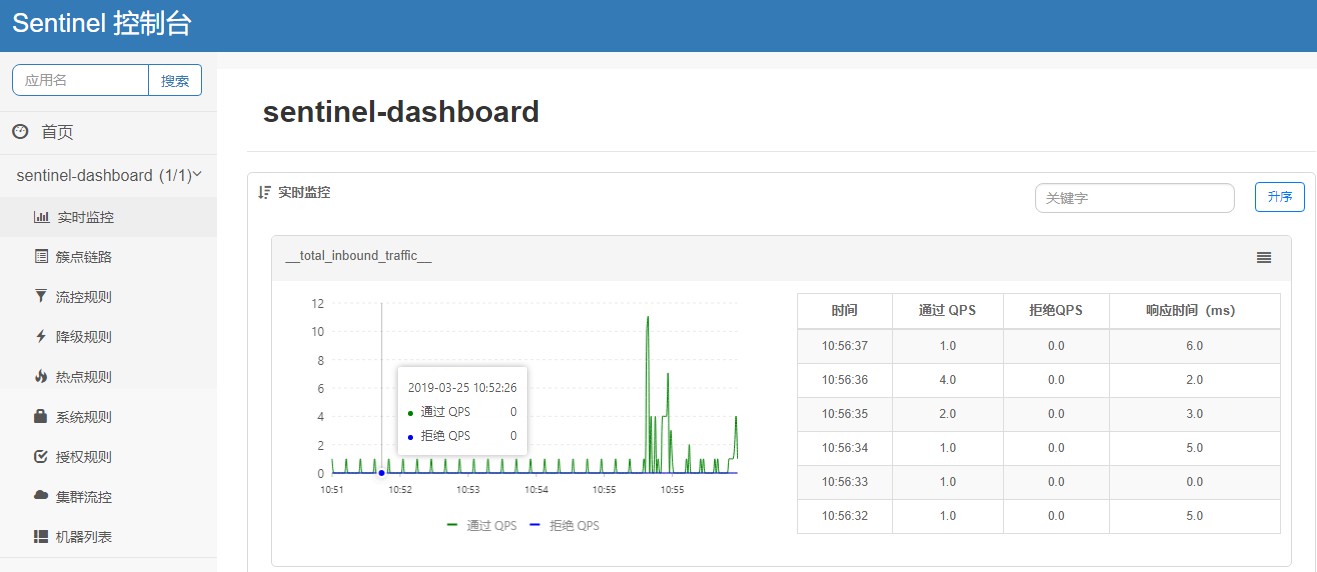 Sentinel 控制台
应用名 搜索
首页
sentinel-dashboard (1/1)
实时监控
簇点链路
流控规则
降级规则
热点规则
系统规则
授权规则
集群流控
机器列表
sentinel-dashboard
实时监控 关键字 升序
__total_inbound_traffic__
12
10
8
6
4
2
0
10:51 10:52 10:53 10:54 10:55 10:55
2019-03-25 10:52:26
通过 QPS 0
拒绝 QPS 0
通过 QPS 拒绝 QPS
时间 通过 QPS 拒绝QPS 响应时间（ms）
10:56:37 1.0 0.0 6.0
10:56:36 4.0 0.0 2.0
10:56:35 2.0 0.0 3.0
10:56:34 1.0 0.0 5.0
10:56:33 1.0 0.0 0.0
10:56:32 1.0 0.0 5.0